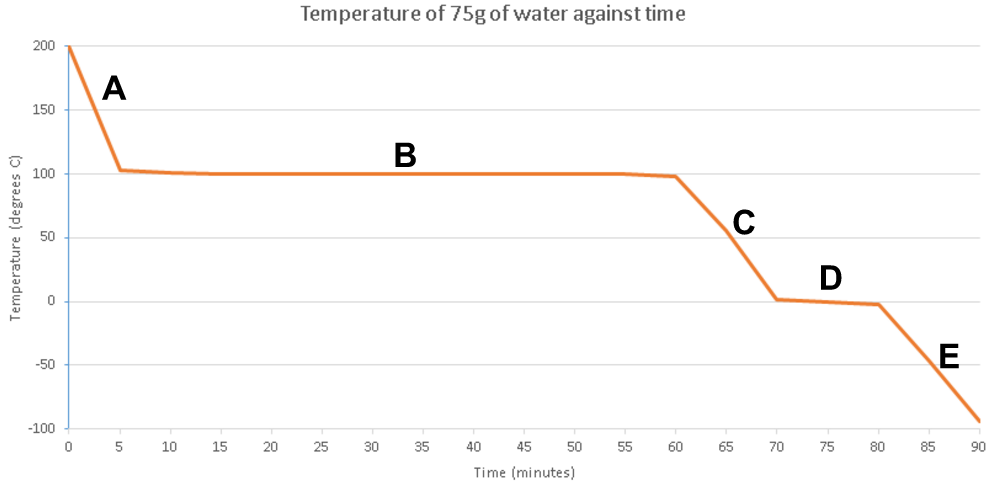 Temperature of 75g of water against time
Temperature (degrees C)
200
150
100
50
0
-50
-100
A
B
C
D
E
0 5 10 15 20 25 30 35 40 45 50 55 60 65 70 75 80 85 90
Time (minutes)